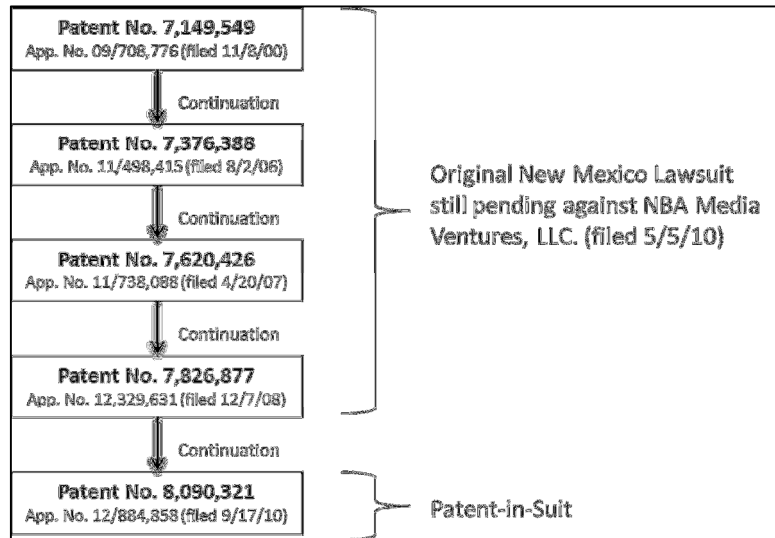 Patent No. 7,149,549
App. No. 09/708,776 (filed 11/8/00)
Continuation
Patent No. 7,376,388
App. No. 11/498,415 (filed 8/2/06)
Continuation
Patent No. 7,620,426
App. No. 11/738,088 (filed 4/20/07)
Continuation
Patent No. 7,826,877
App. No. 12,329,631 (filed 12/7/08)
Continuation
Patent No. 8,090,321
App. No. 12/884,858 (filed 9/17/10)
Original New Mexico Lawsuit
still pending against NBA Media
Ventures, LLC. (filed 5/5/10)
Patent-in-Suit